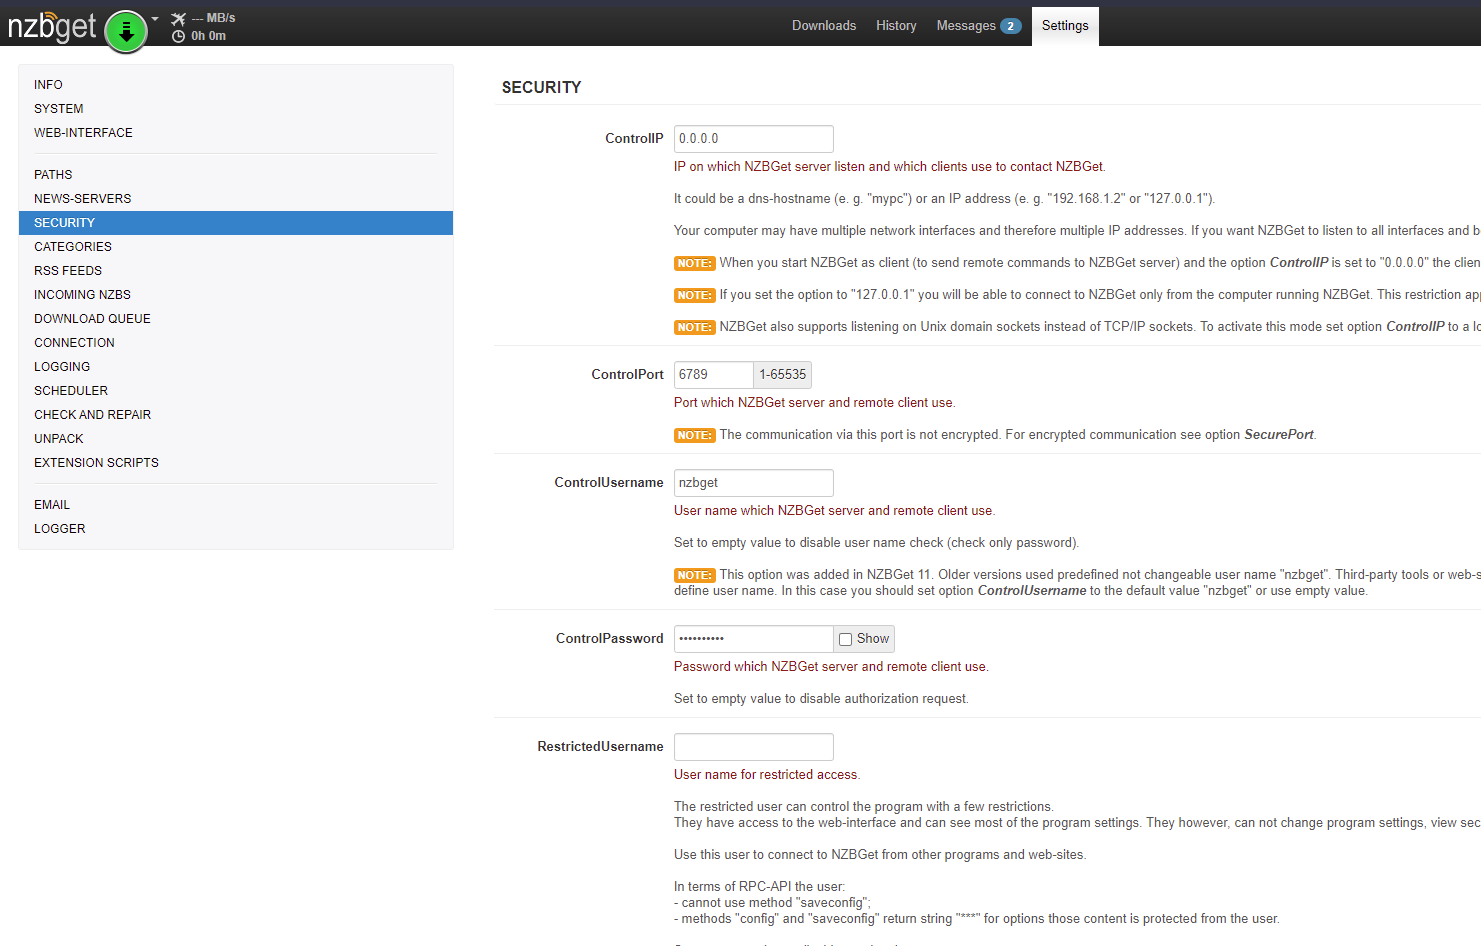 nzbget
--- MB/s
0h 0m
Downloads
History
Messages 2
Settings
INFO
SYSTEM
WEB-INTERFACE
PATHS
NEWS-SERVERS
SECURITY
CATEGORIES
RSS FEEDS
INCOMING NZBS
DOWNLOAD QUEUE
CONNECTION
LOGGING
SCHEDULER
CHECK AND REPAIR
UNPACK
EXTENSION SCRIPTS
EMAIL
LOGGER
SECURITY
ControlIP 0.0.0.0
IP on which NZBGet server listen and which clients use to contact NZBGet.
It could be a dns-hostname (e. g. "mypc") or an IP address (e. g. "192.168.1.2" or "127.0.0.1").
Your computer may have multiple network interfaces and therefore multiple IP addresses. If you want NZBGet to listen to all interfaces and
NOTE: When you start NZBGet as client (to send remote commands to NZBGet server) and the option ControlIP is set to "0.0.0.0" the clien
NOTE: If you set the option to "127.0.0.1" you will be able to connect to NZBGet only from the computer running NZBGet. This restriction
NOTE: NZBGet also supports listening on Unix domain sockets instead of TCP/IP sockets. To activate this mode set option ControlIP to a
ControlPort 6789 1-65535
Port which NZBGet server and remote client use.
NOTE: The communication via this port is not encrypted. For encrypted communication see option SecurePort.
ControlUsername nzbget
User name which NZBGet server and remote client use.
Set to empty value to disable user name check (check only password).
NOTE: This option was added in NZBGet 11. Older versions used predefined not changeable user name "nzbget". Third-party tools or
define user name. In this case you should set option ControlUsername to the default value "nzbget" or use empty value.
ControlPassword •••••••••• Show
Password which NZBGet server and remote client use.
Set to empty value to disable authorization request.
RestrictedUsername
User name for restricted access.
The restricted user can control the program with a few restrictions.
They have access to the web-interface and can see most of the program settings. They however, can not change program settings, view
Use this user to connect to NZBGet from other programs and web-sites.
In terms of RPC-API the user:
- cannot use method "saveconfig";
- methods "config" and "saveconfig" return string "***" for options those content is protected from the user.